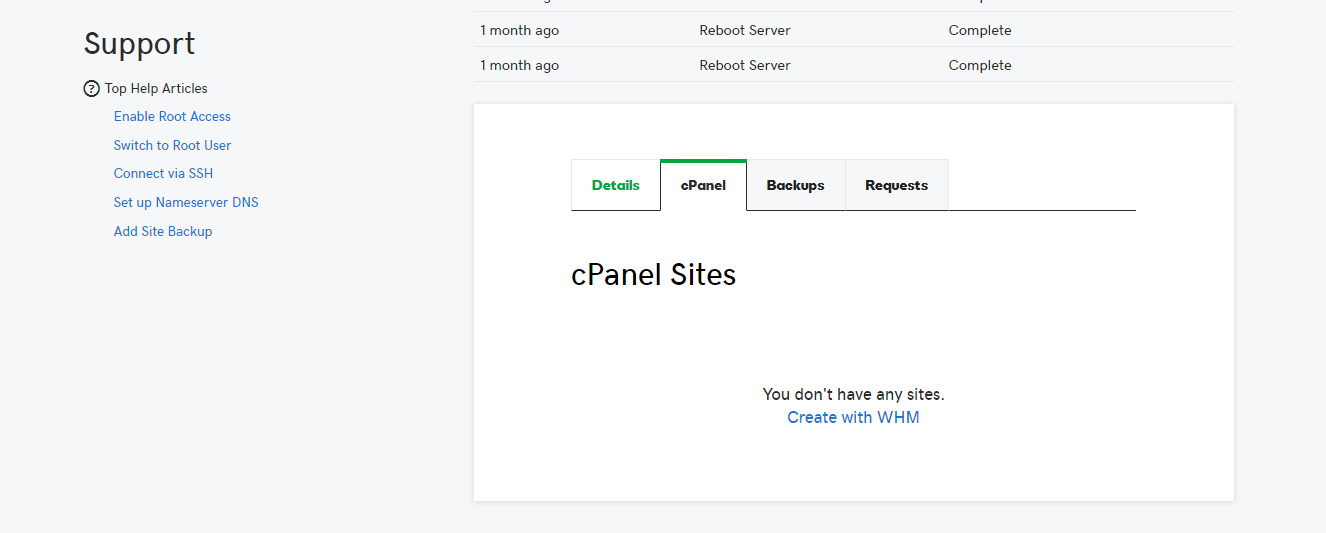 Support
Top Help Articles
Enable Root Access
Switch to Root User
Connect via SSH
Set up Nameserver DNS
Add Site Backup
1 month ago Reboot Server Complete
1 month ago Reboot Server Complete
Details cPanel Backups Requests
cPanel Sites
You don't have any sites.
Create with WHM